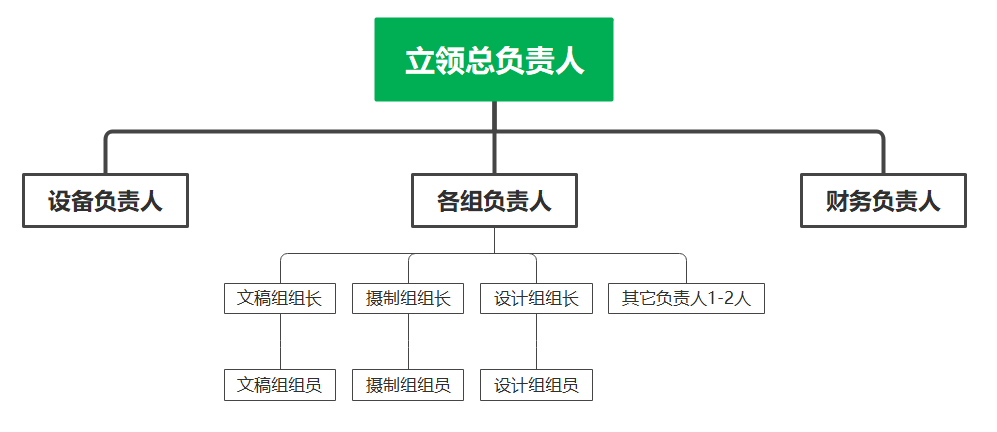 立领总负责人
设备负责人
各组负责人
财务负责人
文稿组组长
摄制组组长
设计组组长
其它负责人1-2人
文稿组组员
摄制组组员
设计组组员